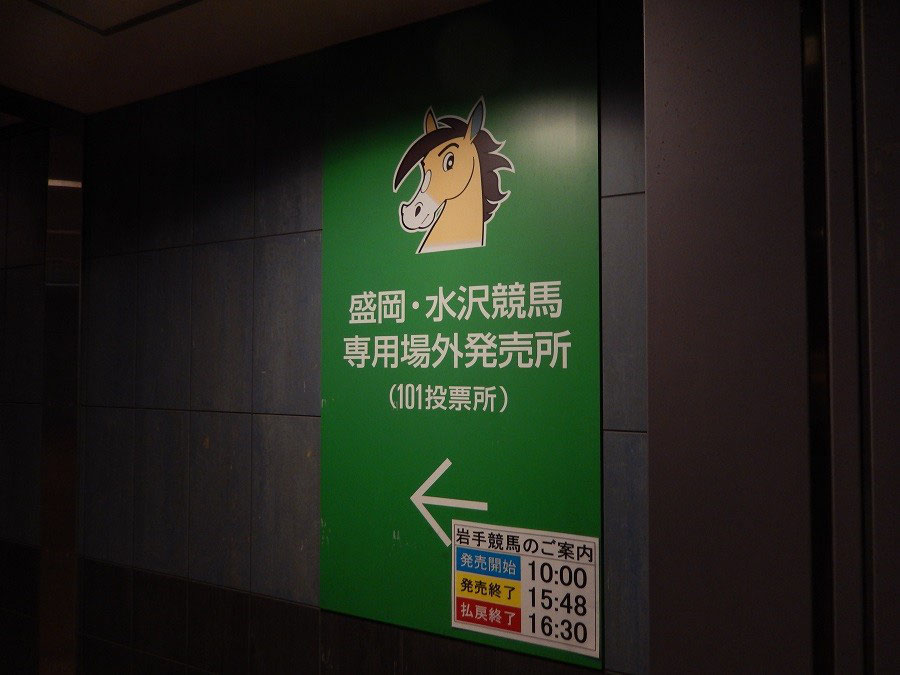 盛岡・水沢競馬
専用場外発売所
(101投票所)
岩手競馬のご案内
発売開始 10:00
発売終了 15:48
払戻終了 16:30